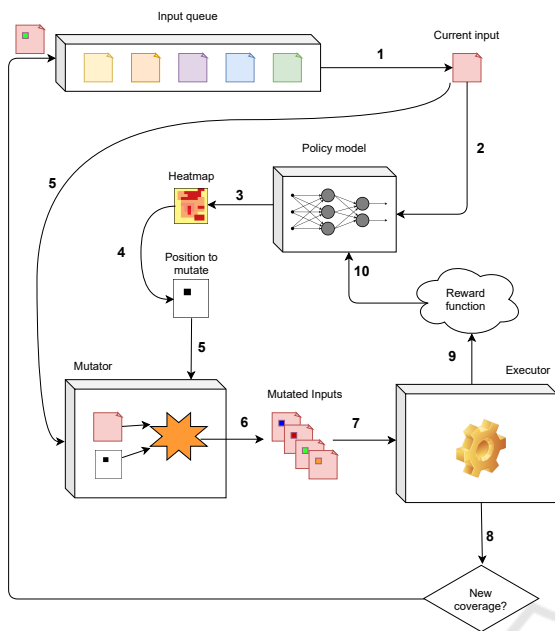 Input queue
Current input
1
2
Policy model
Heatmap
3
5
4
Position to
mutate
10
Reward
function
5
9
Mutator
Executor
Mutated Inputs
6
7
8
New
coverage?